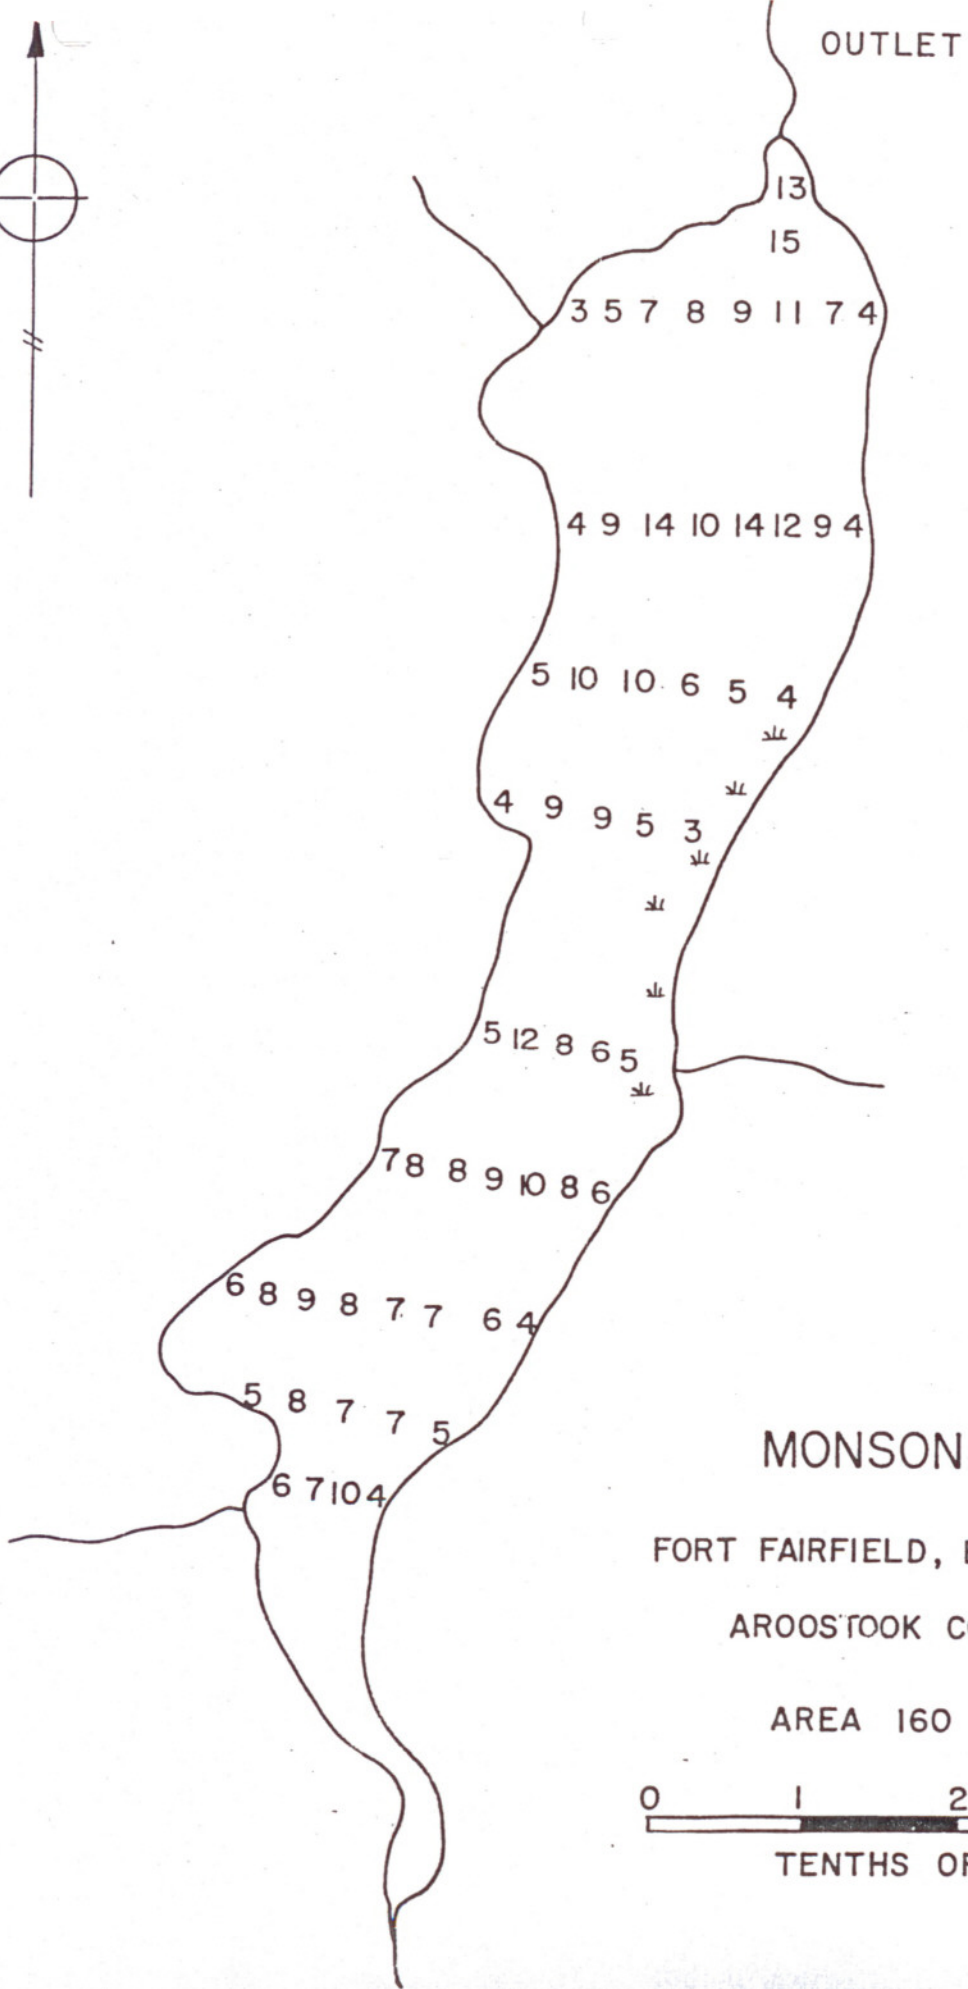 OUTLET
13
15
3 5 7 8 9 11 7 4
4 9 14 10 14 12 9 4
5 10 10 6 5 4
4 9 9 5 3
5 12 8 6 5
7 8 8 9 10 8 6
6 8 9 8 7 7 6 4
5 8 7 7 5
6 7 10 4
MONSON
FORT FAIRFIELD,
AROOSTOOK
AREA 160
0 1 2
TENTHS